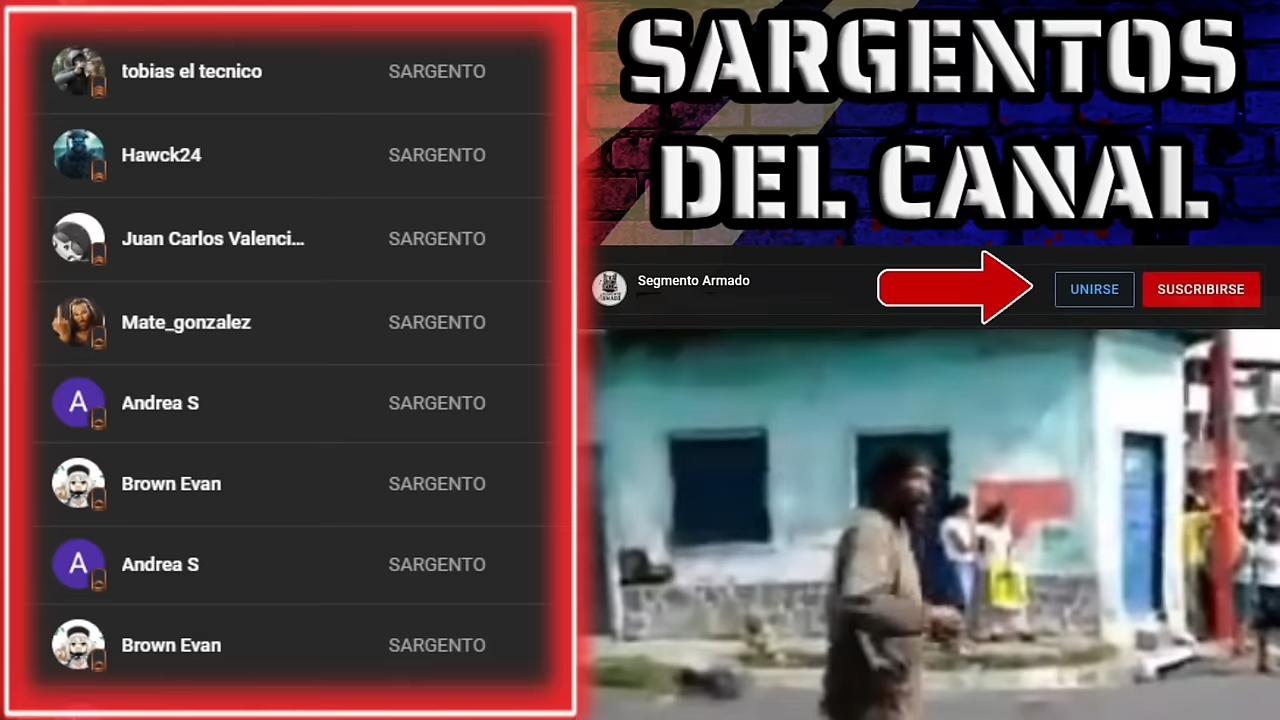 tobias el tecnico SARGENTO
Hawck24 SARGENTO
Juan Carlos Valenci... SARGENTO
Mate_gonzalez SARGENTO
A
Andrea S SARGENTO
Brown Evan SARGENTO
A
Andrea S SARGENTO
Brown Evan SARGENTO
SARGENTOS
DEL CANAL
Segmento Armado
UNIRSE SUSCRIBIRSE